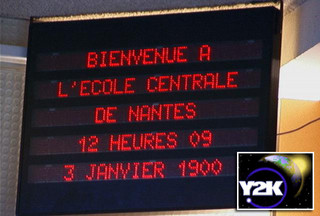 BIENVENUE A
L'ECOLE CENTRALE
DE NANTES
12 HEURES 09
3 JANVIER 1900
Y2K